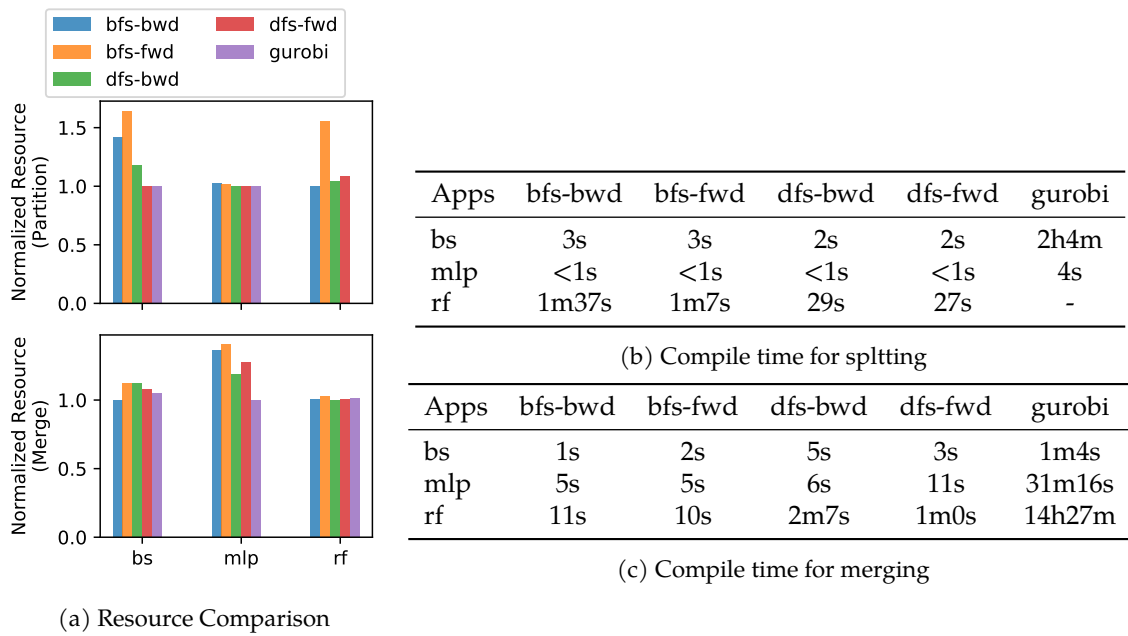 bfs-bwd
bfs-fwd
dfs-bwd
dfs-fwd
gurobi
Normalized Resource
(Partition)
1.5
1.0
0.5
0.0
Normalized Resource
(Merge)
1.0
0.5
0.0
bs mlp rf
(a) Resource Comparison
Apps bfs-bwd bfs-fwd dfs-bwd dfs-fwd gurobi
bs 3s 3s 2s 2s 2h4m
mlp <1s <1s <1s <1s 4s
rf 1m37s 1m7s 29s 27s -
(b) Compile time for spltting
Apps bfs-bwd bfs-fwd dfs-bwd dfs-fwd gurobi
bs 1s 2s 5s 3s 1m4s
mlp 5s 5s 6s 11s 31m16s
rf 11s 10s 2m7s 1m0s 14h27m
(c) Compile time for merging